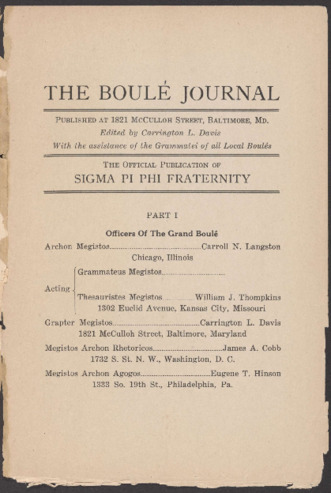 THE BOULÉ JOURNAL
PUBLISHED AT 1821 MCCULLOH STREET, BALTIMORE, MD.
Edited by Carrington L. Davis
With the assistance of the Grammatei of all Local Boulés
THE OFFICIAL PUBLICATION OF
SIGMA PI PHI FRATERNITY
PART I
Officers Of The Grand Boulé
Archon Megistos..............................Carroll N. Langston
Chicago, Illinois
Grammateus Megistos......................
Acting
Thesauristes Megistos ..........William J. Thompkins
1302 Euclid Avenue, Kansas City, Missouri
Grapter Megistos..............................Carrington L. Davis
1821 McCulloh Street, Baltimore, Maryland
Megistos Archon Rhetoricos......................James A. Cobb
1732 S. St. N. W., Washington, D. C.
Megistos Archon Agogos......................Eugene T. Hinson
1333 So. 19th St., Philadelphia, Pa.